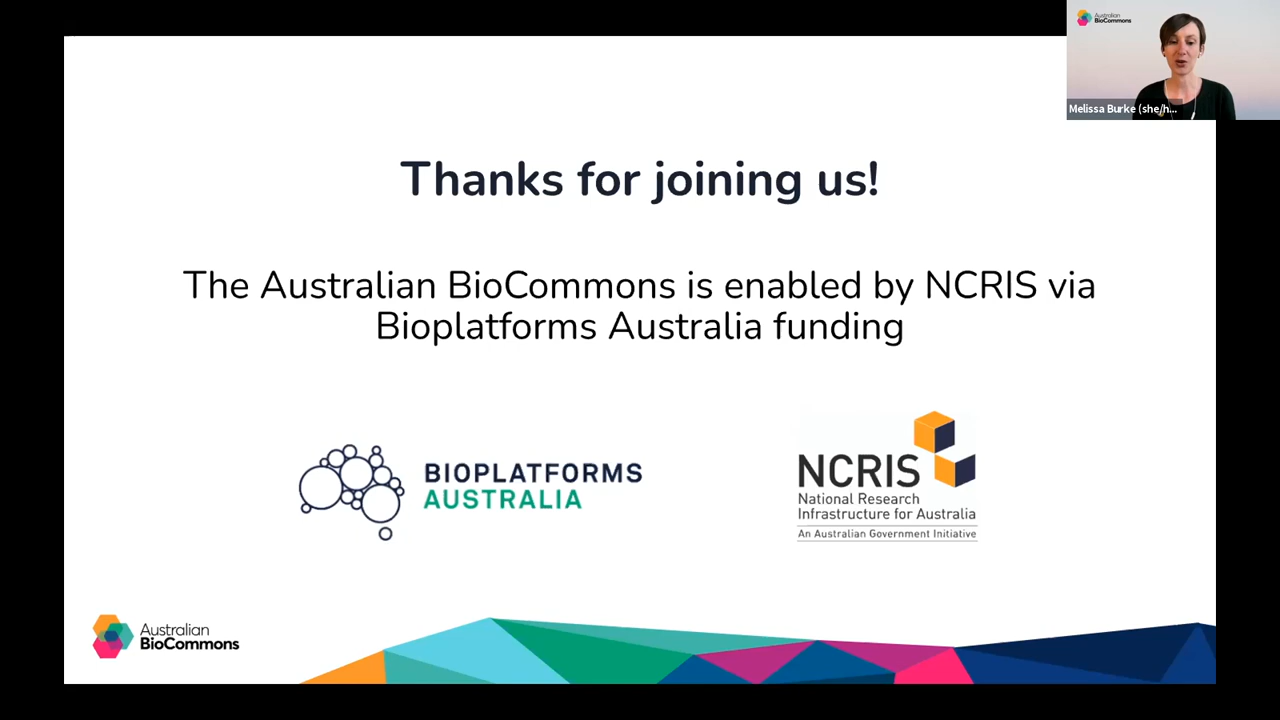 Australian
BioCommons
Melissa Burke (she/h...
Thanks for joining us!
The Australian BioCommons is enabled by NCRIS via
Bioplatforms Australia funding
BIOPLATFORMS
AUSTRALIA
NCRIS
National Research
Infrastructure for Australia
An Australian Government Initiative
Australian
BioCommons